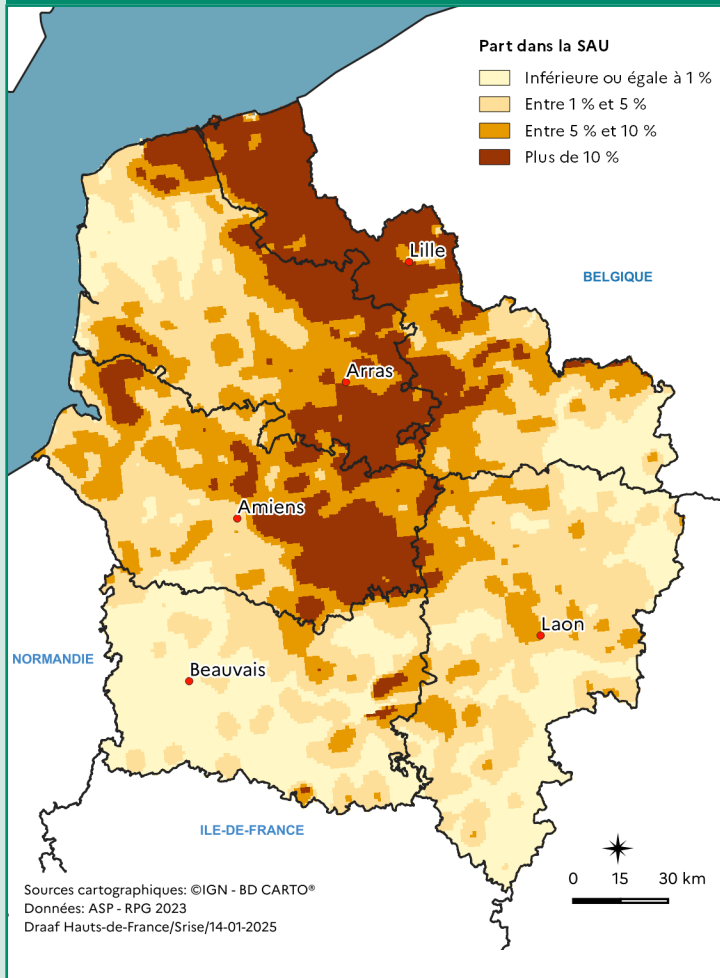 Part dans la SAU
Inférieure ou égale à 1 %
Entre 1 % et 5 %
Entre 5 % et 10 %
Plus de 10 %
Lille
BELGIQUE
Arras
Amiens
Laon
NORMANDIE
Beauvais
ILE-DE-FRANCE
0 15 30 km
Sources cartographiques: ©IGN - BD CARTO®
Données: ASP - RPG 2023
Draaf Hauts-de-France/Srise/14-01-2025